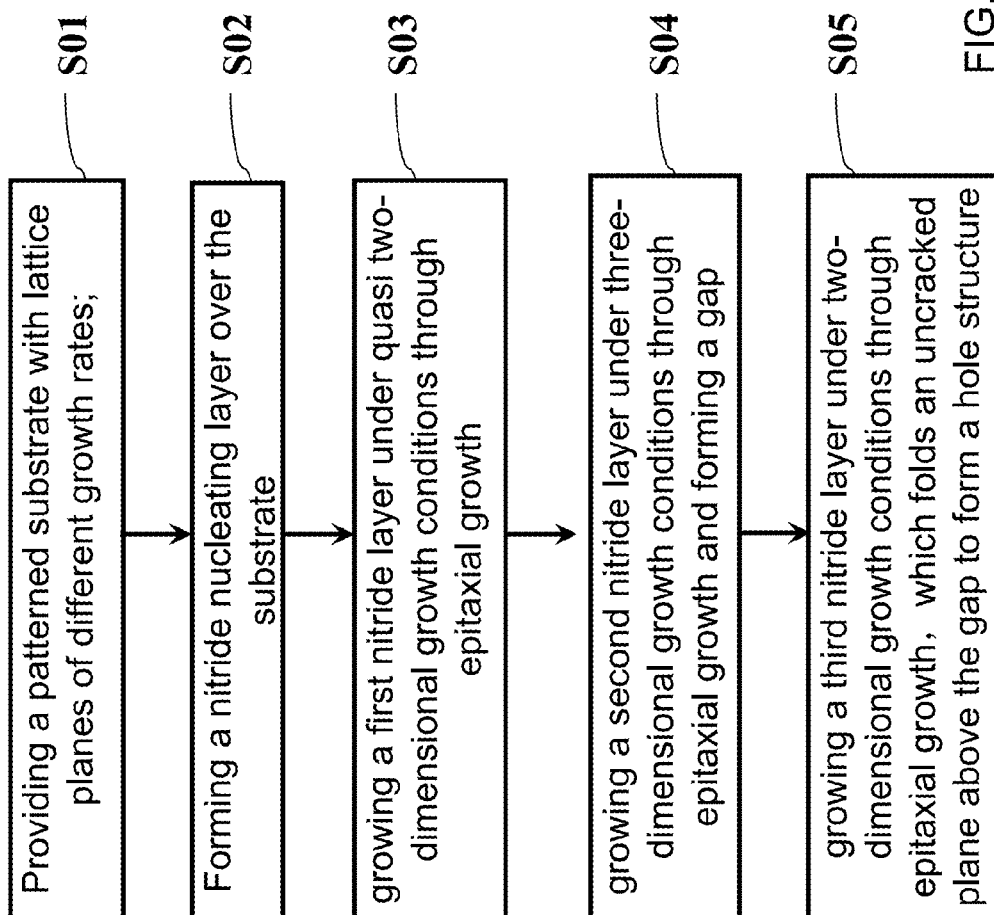 Providing a patterned substrate with lattice
planes of different growth rates;
S01
Forming a nitride nucleating layer over the
substrate
S02
growing a first nitride layer under quasi two-
dimensional growth conditions through
epitaxial growth
S03
growing a second nitride layer under three-
dimensional growth conditions through
epitaxial growth and forming a gap
S04
growing a third nitride layer under two-
dimensional growth conditions through
epitaxial growth, which folds an uncracked
plane above the gap to form a hole structure
S05
FIG.